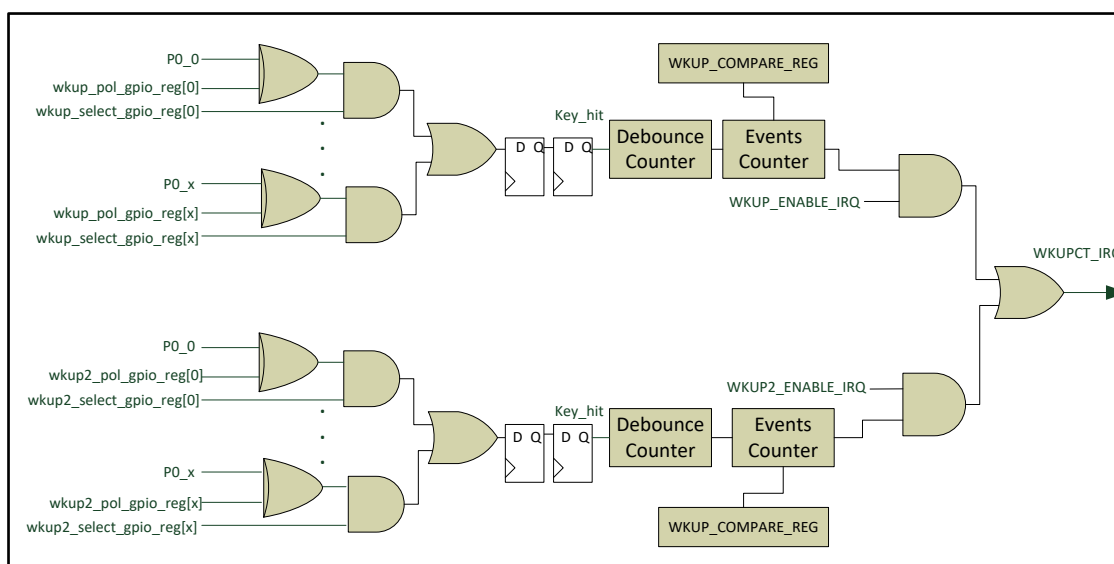 P0_0
wkup_pol_gpio_reg[0]
wkup_select_gpio_reg[0]
P0_x
wkup_pol_gpio_reg[x]
wkup_select_gpio_reg[x]
D Q
D Q
Key_hit
Debounce
Counter
WKUP_COMPARE_REG
Events
Counter
WKUP_ENABLE_IRQ
WKUPCT_IRQ
P0_0
wkup2_pol_gpio_reg[0]
wkup2_select_gpio_reg[0]
P0_x
wkup2_pol_gpio_reg[x]
wkup2_select_gpio_reg[x]
D Q
D Q
Key_hit
Debounce
Counter
WKUP2_ENABLE_IRQ
Events
Counter
WKUP_COMPARE_REG